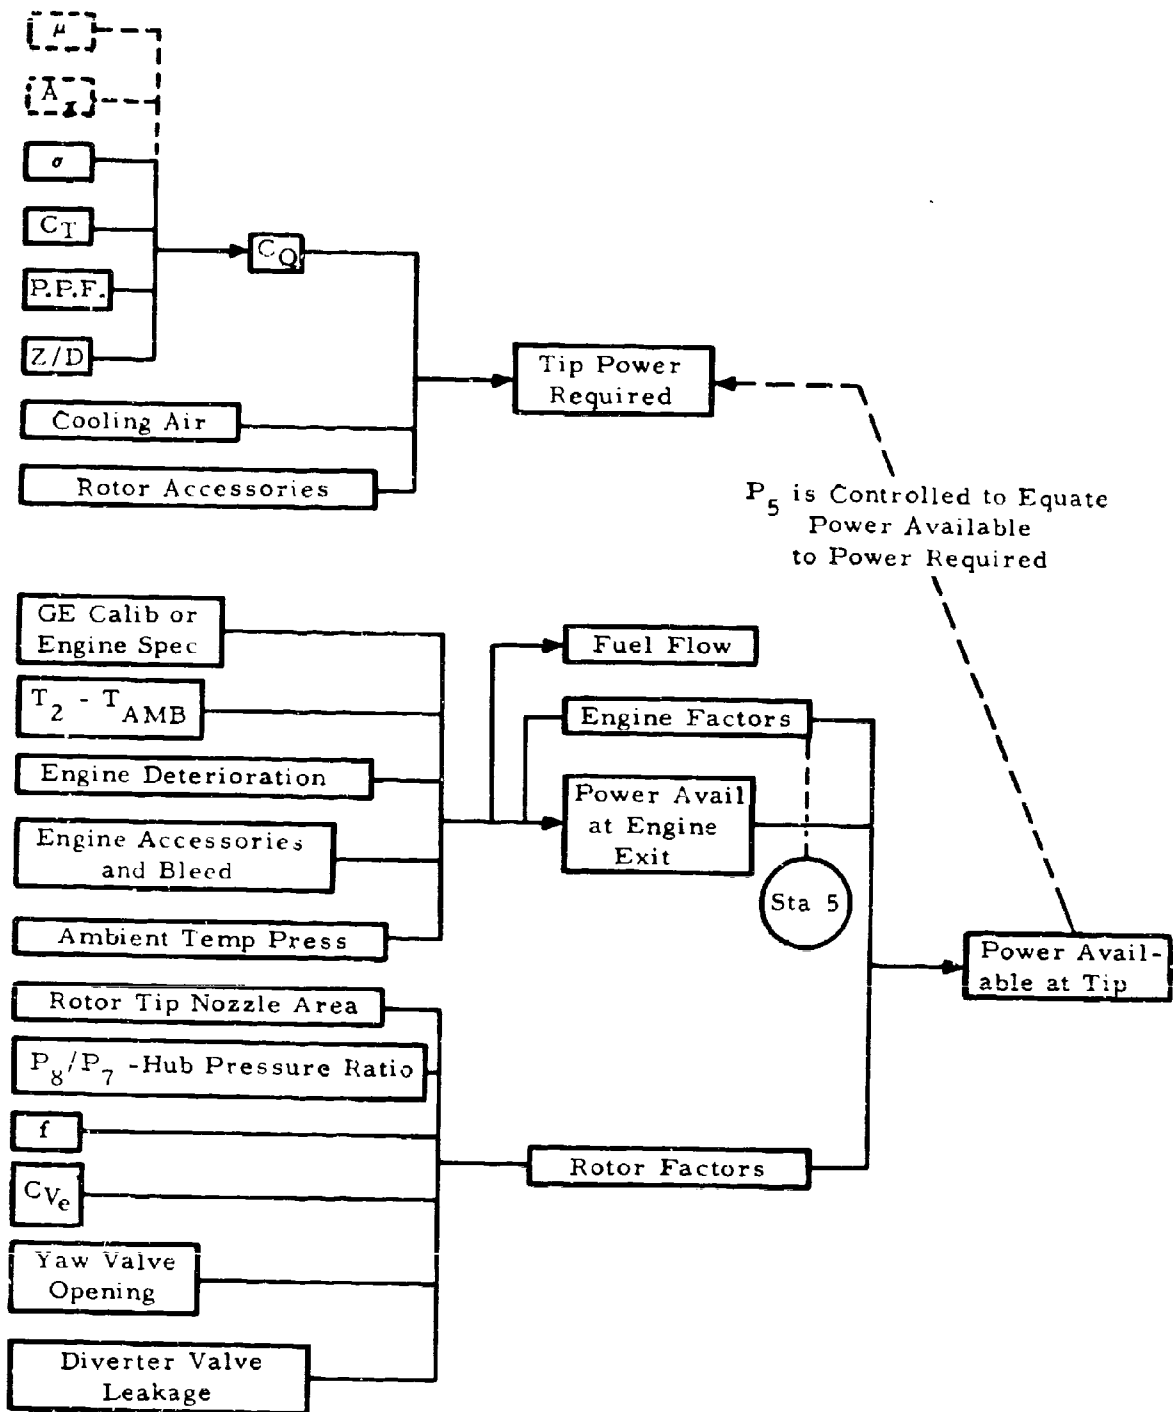 μ
A_x
σ
C_T
C_Q
P.P.F.
Z/D
Tip Power
Required
Cooling Air
Rotor Accessories
P_5 is Controlled to Equate
Power Available
to Power Required
GE Calib or
Engine Spec
Fuel Flow
T_2 - T_AMB
Engine Factors
Engine Deterioration
Power Avail
at Engine
Exit
Engine Accessories
and Bleed
Sta 5
Ambient Temp Press
Power Avail-
able at Tip
Rotor Tip Nozzle Area
P_8/P_7 -Hub Pressure Ratio
f
Rotor Factors
C_Ve
Yaw Valve
Opening
Diverter Valve
Leakage